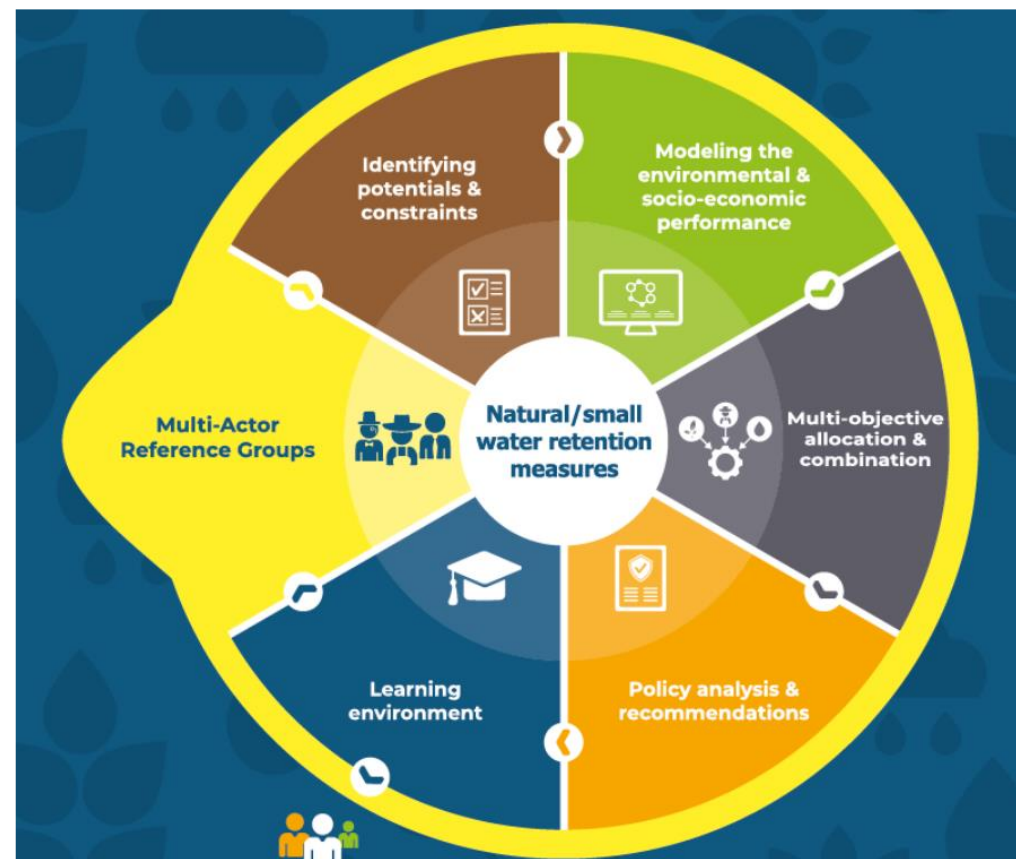 Identifying
potentials &
constraints
Modeling the
environmental &
socio-economic
performance
Multi-objective
allocation &
combination
Policy analysis &
recommendations
Learning
environment
Multi-Actor
Reference Groups
Natural/small
water retention
measures